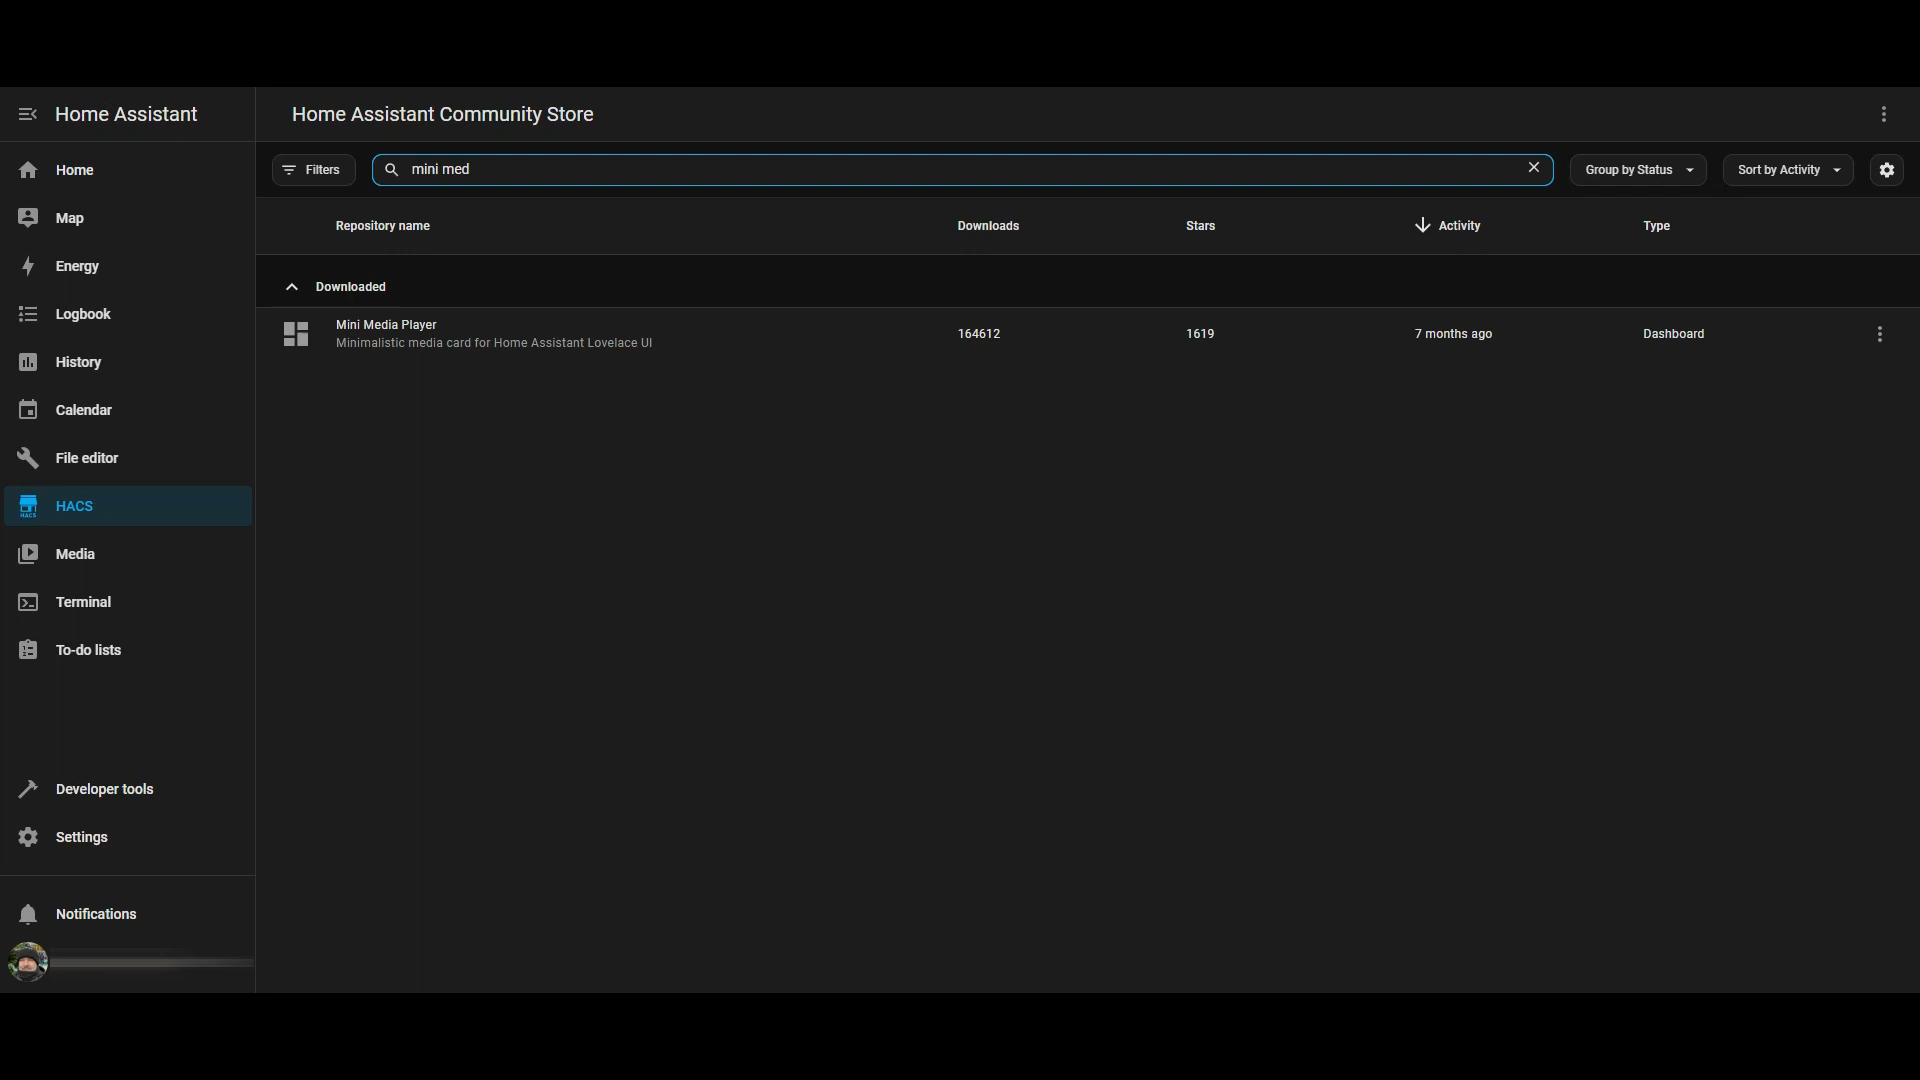 Home Assistant
Home
Map
Energy
Logbook
History
Calendar
File editor
HACS
HACS
Media
Terminal
To-do lists
Developer tools
Settings
Notifications
Home Assistant Community Store
Filters
mini med
Group by Status
Sort by Activity
Repository name Downloads Stars Activity Type
Downloaded
Mini Media Player 164612 1619 7 months ago Dashboard
Minimalistic media card for Home Assistant Lovelace UI